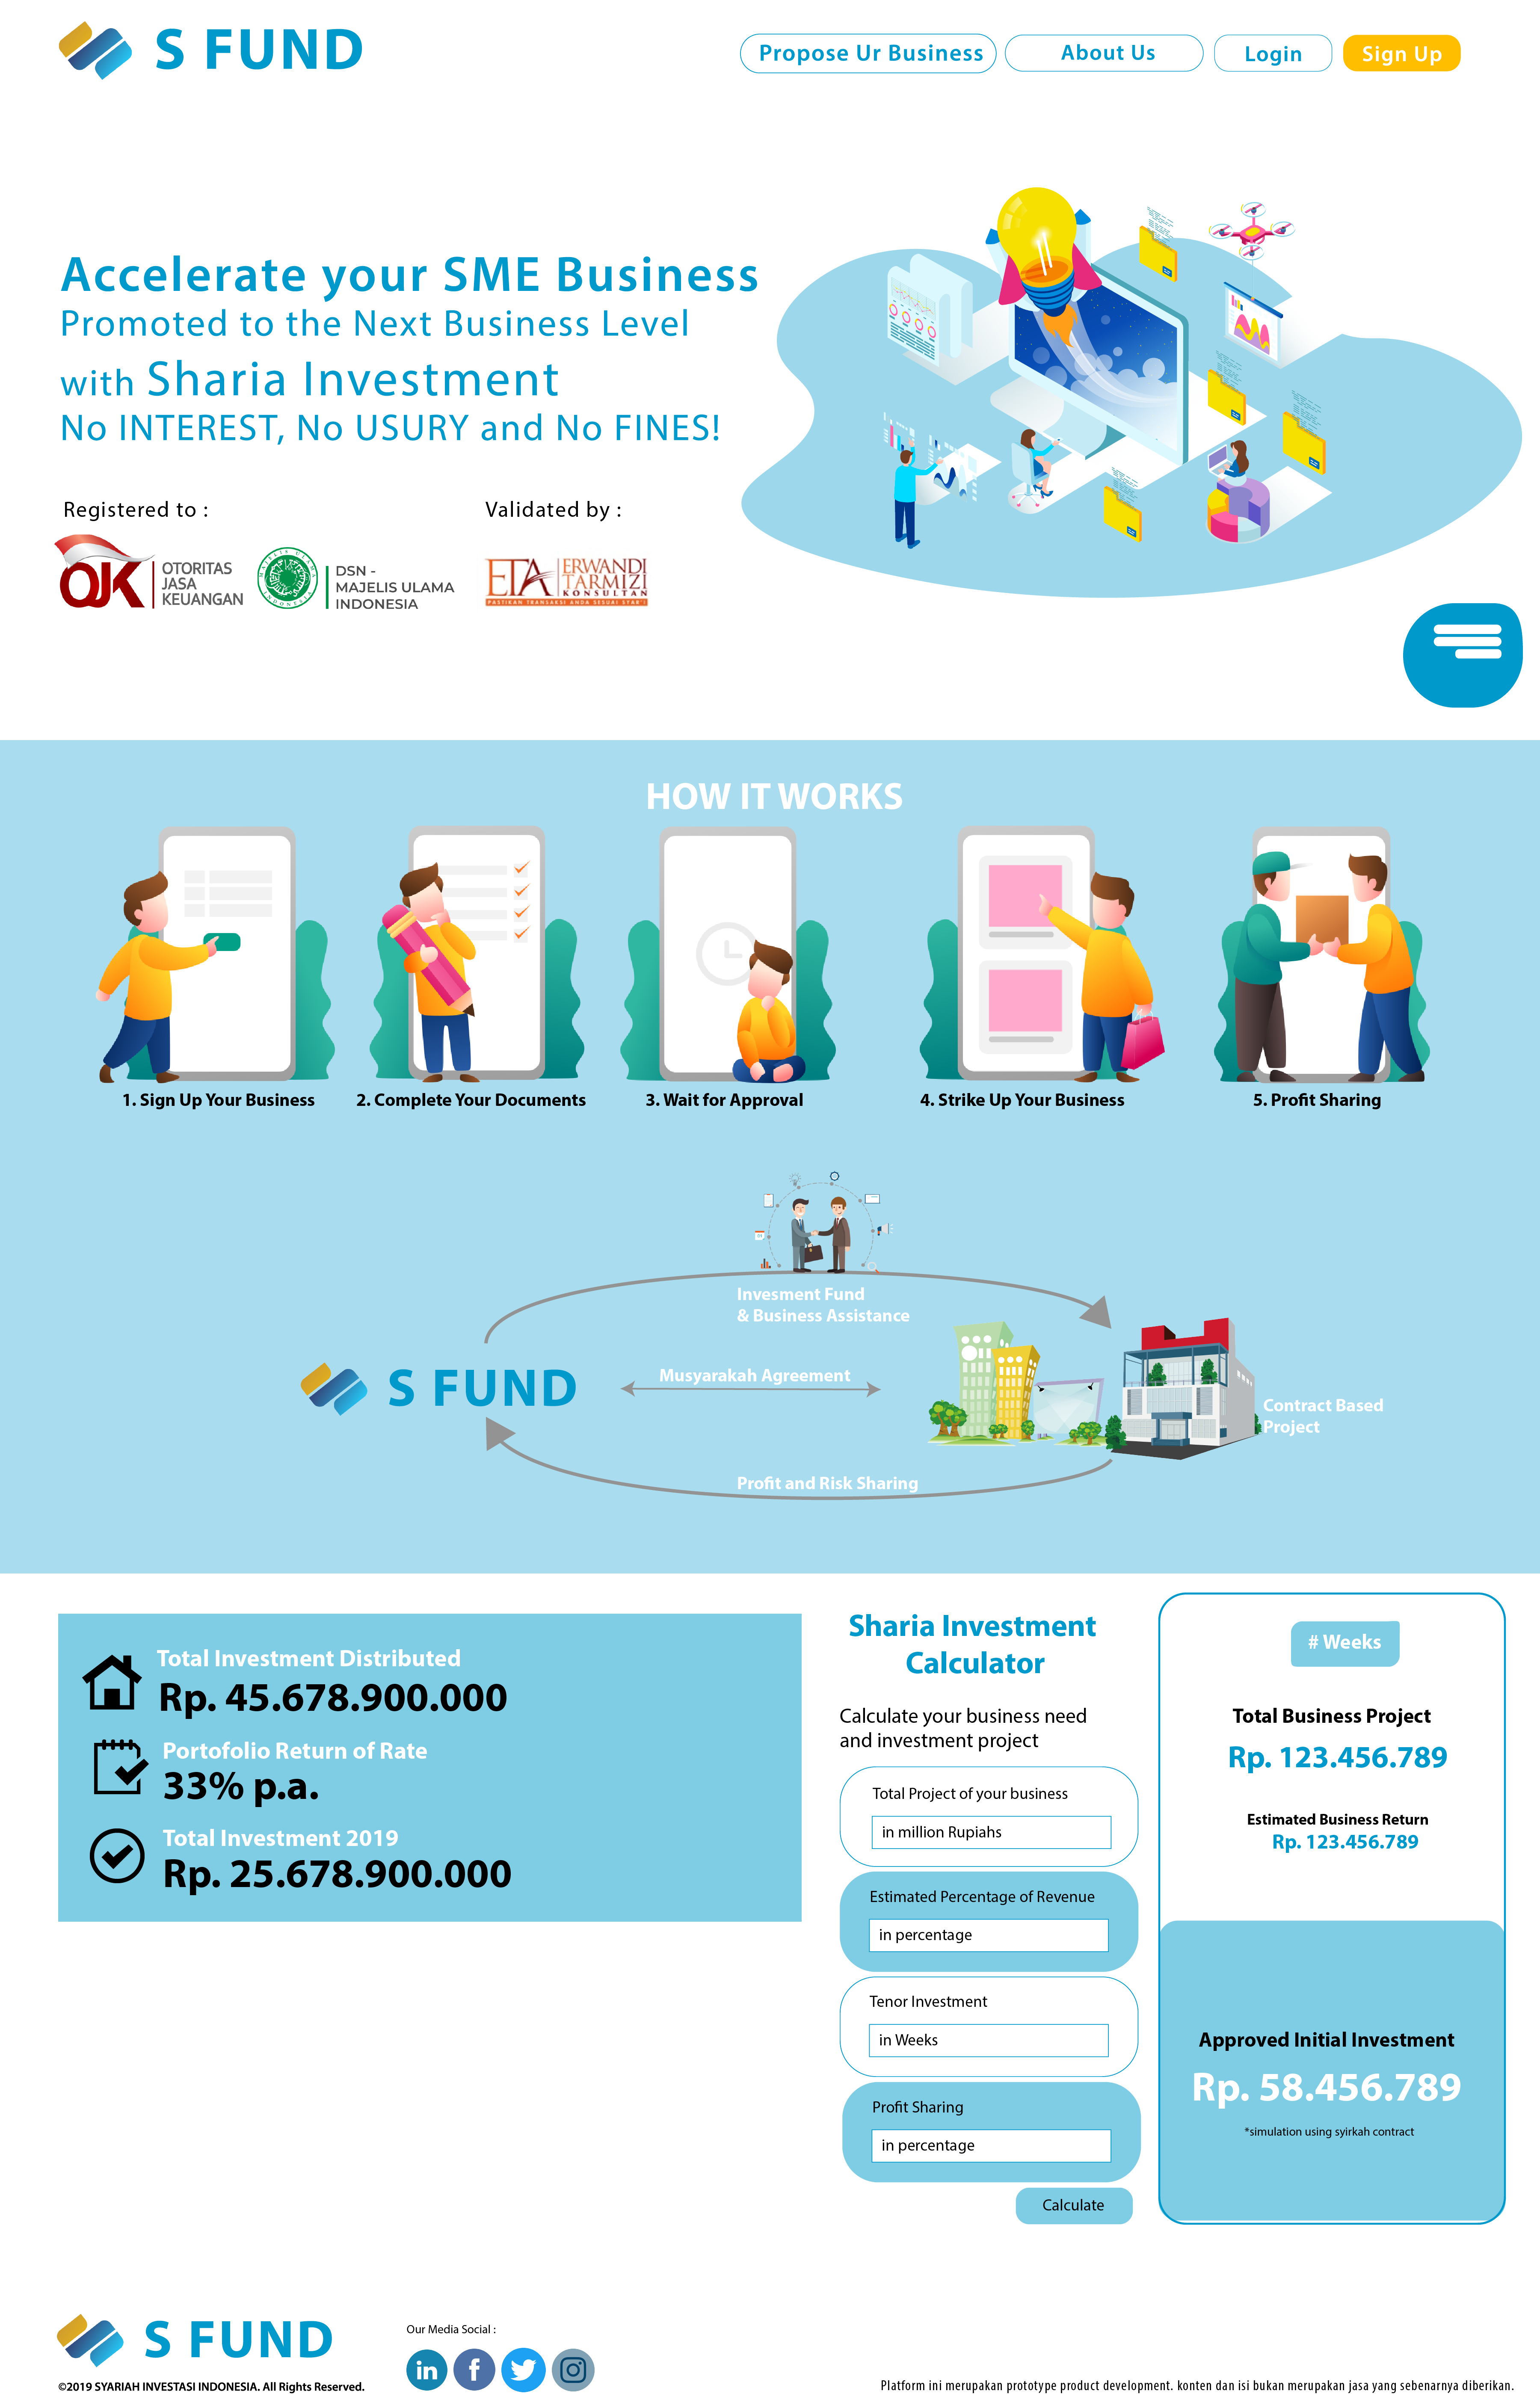 S FUND
Propose Ur Business
About Us
Login
Sign Up
Accelerate your SME Business
Promoted to the Next Business Level
with Sharia Investment
No INTEREST, No USURY and No FINES!
Registered to :
Validated by :
OJK
OTORITAS
JASA
KEUANGAN
MAJELIS ULAMA
INDONESIA
DSN -
MAJELIS ULAMA
INDONESIA
ETA
ERWANDI
TARMIZI
KONSULTAN
PASTIKAN TRANSAKSI ANDA SESUAI SYAR'I
HOW IT WORKS
1. Sign Up Your Business
2. Complete Your Documents
3. Wait for Approval
4. Strike Up Your Business
5. Profit Sharing
Invesment Fund
& Business Assistance
S FUND
Musyarakah Agreement
Contract Based
Project
Profit and Risk Sharing
Total Investment Distributed
Rp. 45.678.900.000
Portofolio Return of Rate
33% p.a.
Total Investment 2019
Rp. 25.678.900.000
Sharia Investment
Calculator
Calculate your business need
and investment project
Total Project of your business
in million Rupiahs
Estimated Percentage of Revenue
in percentage
Tenor Investment
in Weeks
Profit Sharing
in percentage
Calculate
# Weeks
Total Business Project
Rp. 123.456.789
Estimated Business Return
Rp. 123.456.789
Approved Initial Investment
Rp. 58.456.789
*simulation using syirkah contract
S FUND
©2019 SYARIAH INVESTASI INDONESIA. All Rights Reserved.
Our Media Social :
in
f
Platform ini merupakan prototype product development. konten dan isi bukan merupakan jasa yang sebenarnya diberikan.